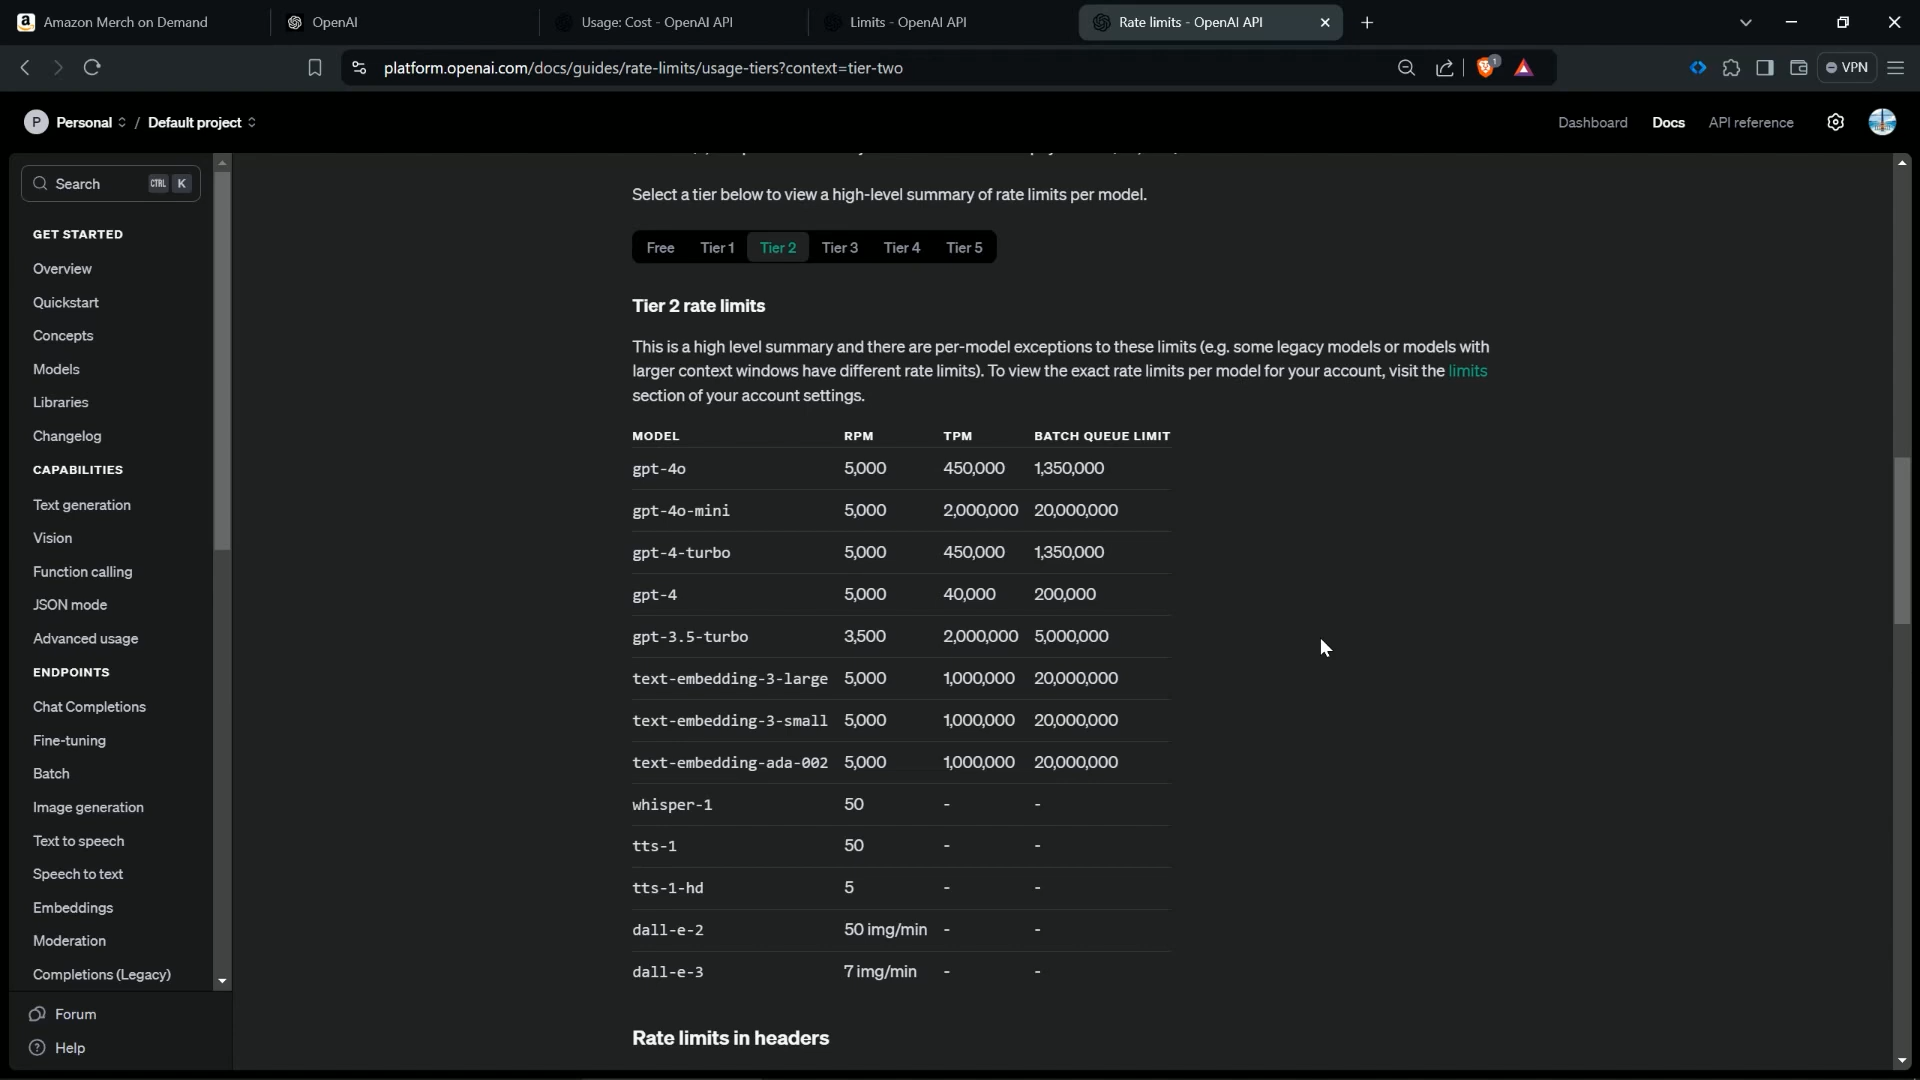 Amazon Merch on Demand
OpenAI
Usage: Cost - OpenAI API
Limits - OpenAI API
Rate limits - OpenAI API
platform.openai.com/docs/guides/rate-limits/usage-tiers?context=tier-two
1
VPN
P Personal / Default project
Dashboard Docs API reference
Search CTRL K
GET STARTED
Overview
Quickstart
Concepts
Models
Libraries
Changelog
CAPABILITIES
Text generation
Vision
Function calling
JSON mode
Advanced usage
ENDPOINTS
Chat Completions
Fine-tuning
Batch
Image generation
Text to speech
Speech to text
Embeddings
Moderation
Completions (Legacy)
Forum
Help
Select a tier below to view a high-level summary of rate limits per model.
Free Tier 1 Tier 2 Tier 3 Tier 4 Tier 5
Tier 2 rate limits
This is a high level summary and there are per-model exceptions to these limits (e.g. some legacy models or models with
larger context windows have different rate limits). To view the exact rate limits per model for your account, visit the limits
section of your account settings.
MODEL RPM TPM BATCH QUEUE LIMIT
gpt-4o 5,000 450,000 1,350,000
gpt-4o-mini 5,000 2,000,000 20,000,000
gpt-4-turbo 5,000 450,000 1,350,000
gpt-4 5,000 40,000 200,000
gpt-3.5-turbo 3,500 2,000,000 5,000,000
text-embedding-3-large 5,000 1,000,000 20,000,000
text-embedding-3-small 5,000 1,000,000 20,000,000
text-embedding-ada-002 5,000 1,000,000 20,000,000
whisper-1 50 - -
tts-1 50 - -
tts-1-hd 5 - -
dall-e-2 50 img/min - -
dall-e-3 7 img/min - -
Rate limits in headers